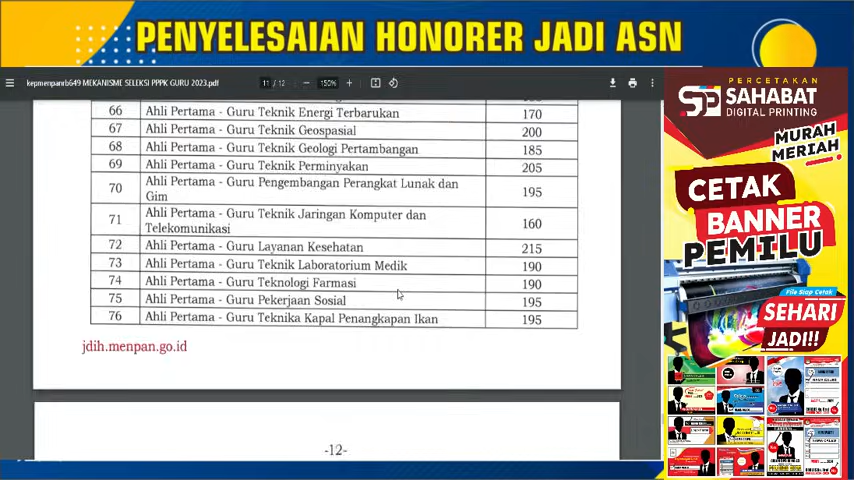 PENYELESAIAN HONORER JADI ASN
kepmenpanrb649 MEKANISME SELEKSI PPPK GURU 2023.pdf
11 / 12
150%
66 Ahli Pertama - Guru Teknik Energi Terbarukan 170
67 Ahli Pertama - Guru Teknik Geospasial 200
68 Ahli Pertama - Guru Teknik Geologi Pertambangan 185
69 Ahli Pertama - Guru Teknik Perminyakan 205
70 Ahli Pertama - Guru Pengembangan Perangkat Lunak dan
Gim 195
71 Ahli Pertama - Guru Teknik Jaringan Komputer dan
Telekomunikasi 160
72 Ahli Pertama - Guru Layanan Kesehatan 215
73 Ahli Pertama - Guru Teknik Laboratorium Medik 190
74 Ahli Pertama - Guru Teknologi Farmasi 190
75 Ahli Pertama - Guru Pekerjaan Sosial 195
76 Ahli Pertama - Guru Teknika Kapal Penangkapan Ikan 195
jdih.menpan.go.id
-12-
PERCETAKAN
SP SAHABAT
DIGITAL PRINTING
MURAH
MERIAH
CETAK
BANNER
PEMILU
File Siap Cetak
SEHARI
JADI!!